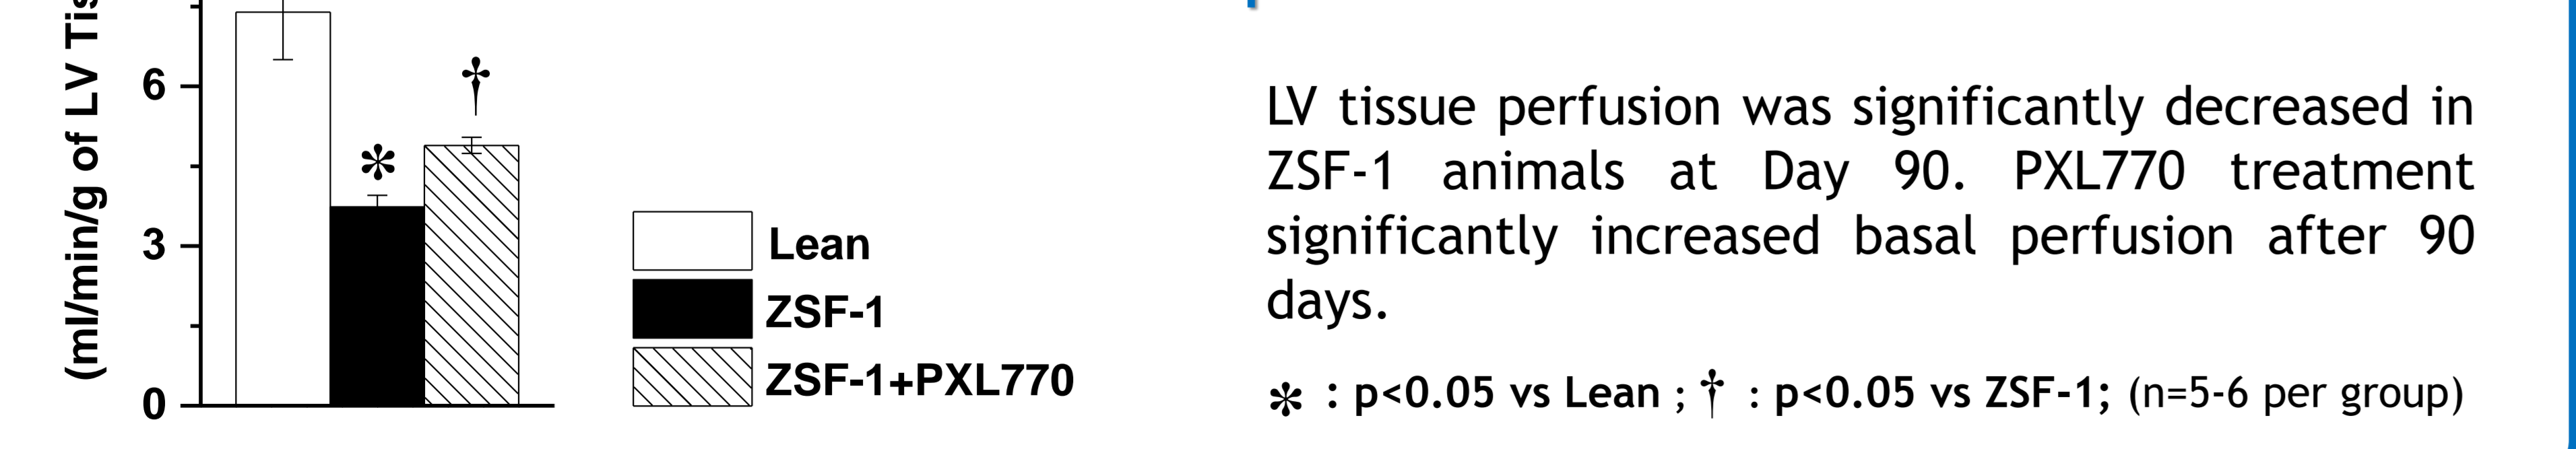 (ml/min/g of LV
6
3
0
✻
†
Lean
ZSF-1
ZSF-1+PXL770
LV tissue perfusion was significantly decreased in
ZSF-1 animals at Day 90. PXL770 treatment
significantly increased basal perfusion after 90
days.
✻ : p<0.05 vs Lean ; † : p<0.05 vs ZSF-1; (n=5-6 per group)